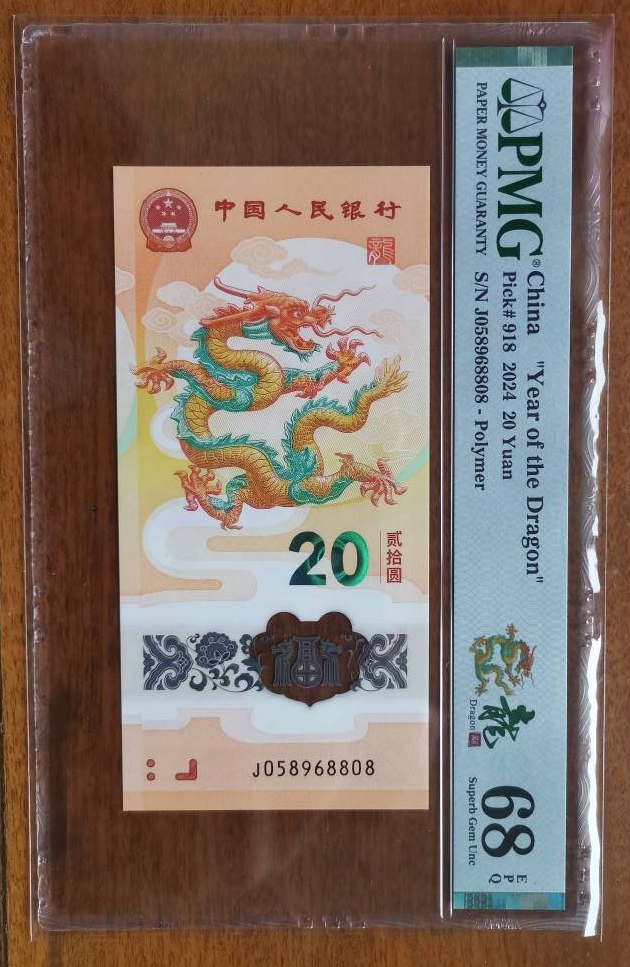 中国人民银行
龍
20
贰拾圆
J058968808
PMG®
PAPER MONEY GUARANTY
China "Year of the Dragon"
Pick# 918 2024 20 Yuan
S/N J058968808 - Polymer
龍
Dragon
68
EPQ
Superb Gem Unc